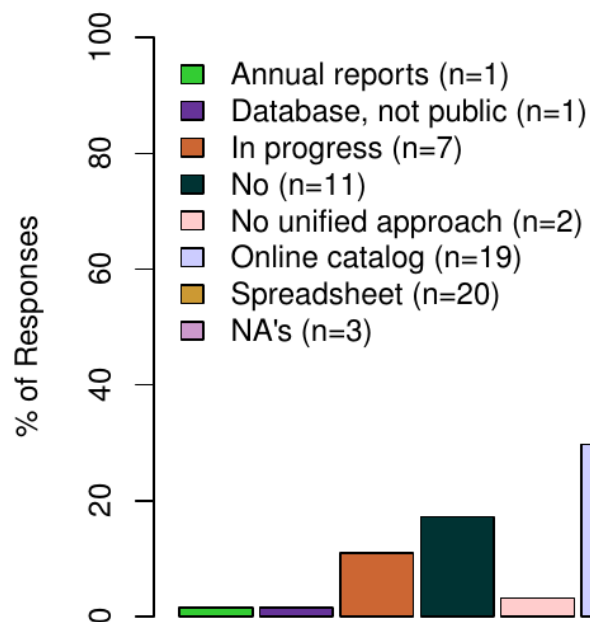 100
80
60
40
20
0
% of Responses
Annual reports (n=1)
Database, not public (n=1)
In progress (n=7)
No (n=11)
No unified approach (n=2)
Online catalog (n=19)
Spreadsheet (n=20)
NA's (n=3)